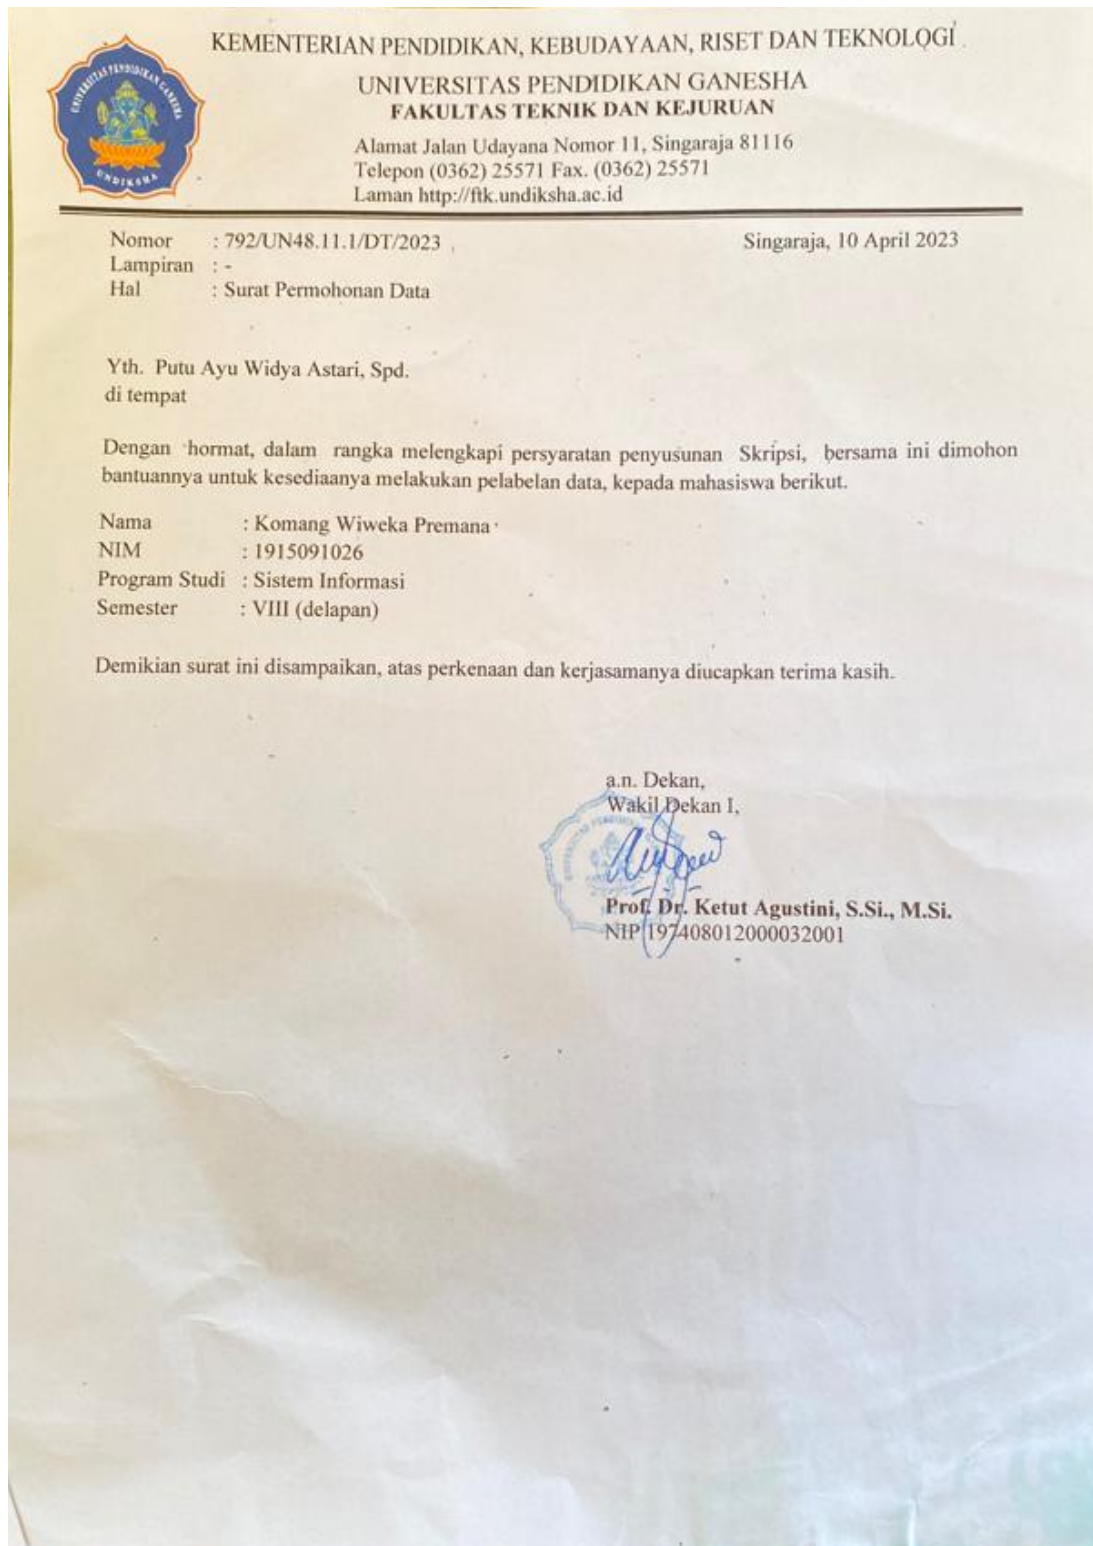 KEMENTERIAN PENDIDIKAN, KEBUDAYAAN, RISET DAN TEKNOLOGI
UNIVERSITAS PENDIDIKAN GANESHA
FAKULTAS TEKNIK DAN KEJURUAN
Alamat Jalan Udayana Nomor 11, Singaraja 81116
Telepon (0362) 25571 Fax. (0362) 25571
Laman http://ftk.undiksha.ac.id
UNIVERSITAS PENDIDIKAN GANESHA
UNDIKSHA
Nomor : 792/UN48.11.1/DT/2023 Singaraja, 10 April 2023
Lampiran : -
Hal : Surat Permohonan Data
Yth. Putu Ayu Widya Astari, Spd.
di tempat
Dengan hormat, dalam rangka melengkapi persyaratan penyusunan Skripsi, bersama ini dimohon
bantuannya untuk kesediaanya melakukan pelabelan data, kepada mahasiswa berikut.
Nama : Komang Wiweka Premana
NIM : 1915091026
Program Studi : Sistem Informasi
Semester : VIII (delapan)
Demikian surat ini disampaikan, atas perkenaan dan kerjasamanya diucapkan terima kasih.
a.n. Dekan,
Wakil Dekan I,
Prof. Dr. Ketut Agustini, S.Si., M.Si.
NIP 197408012000032001